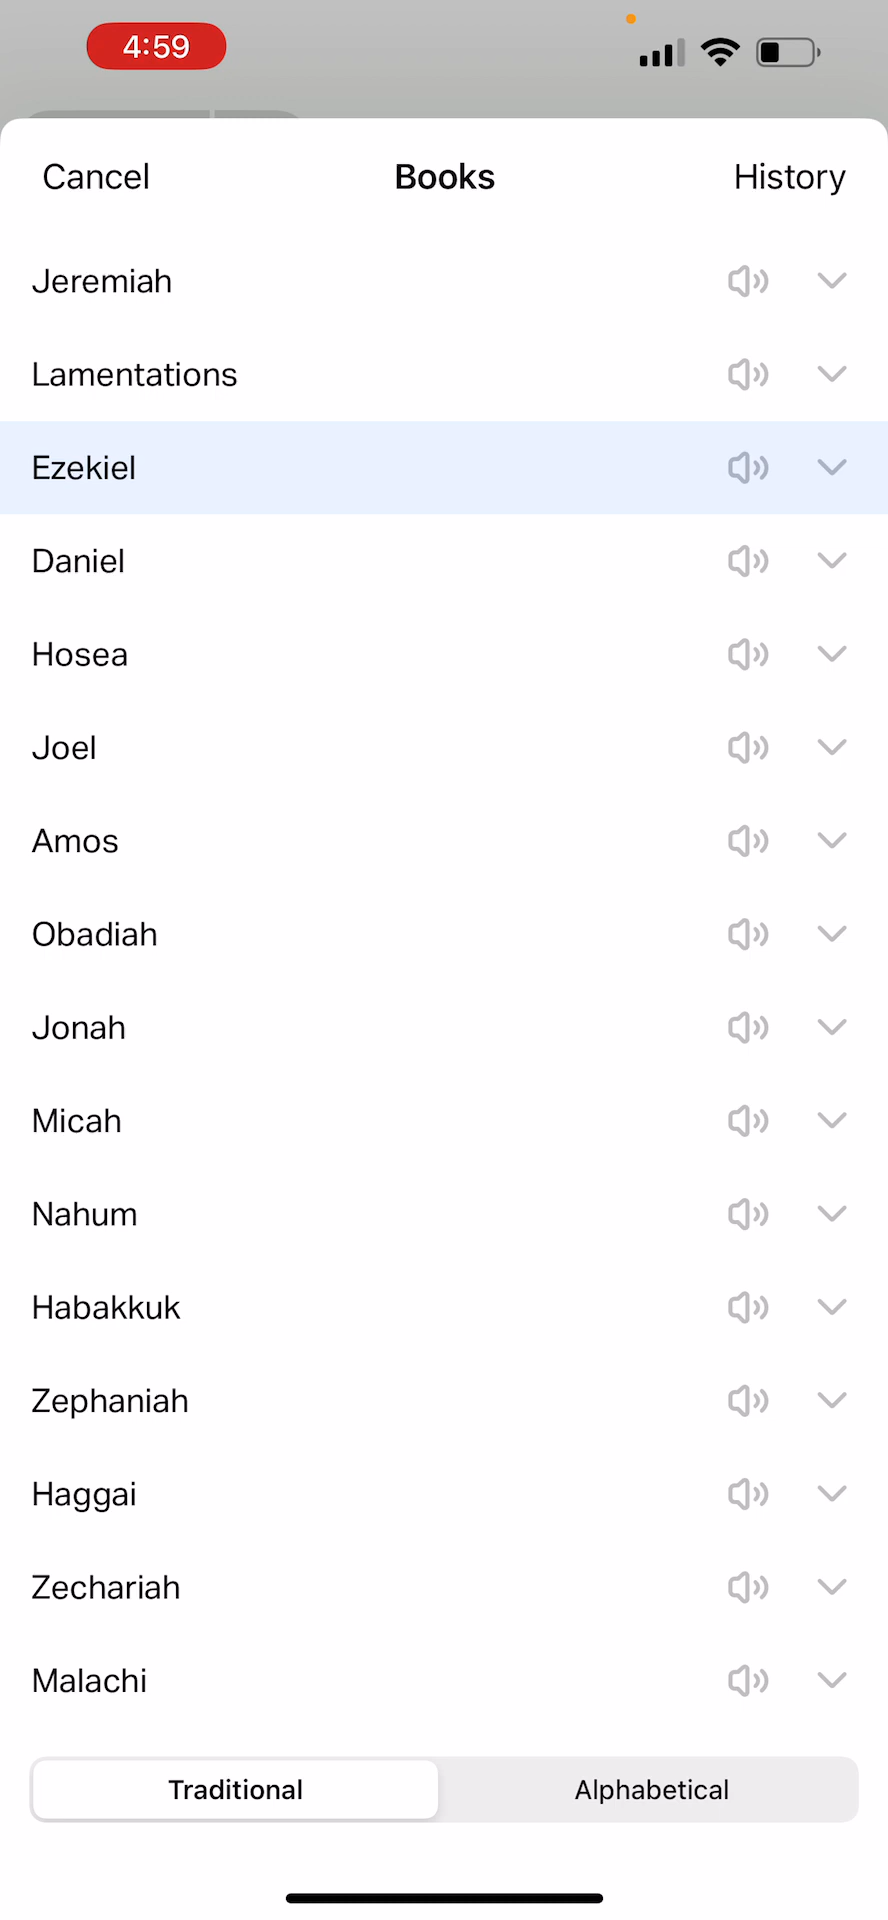 4:59
Cancel Books History
Jeremiah
Lamentations
Ezekiel
Daniel
Hosea
Joel
Amos
Obadiah
Jonah
Micah
Nahum
Habakkuk
Zephaniah
Haggai
Zechariah
Malachi
Traditional Alphabetical